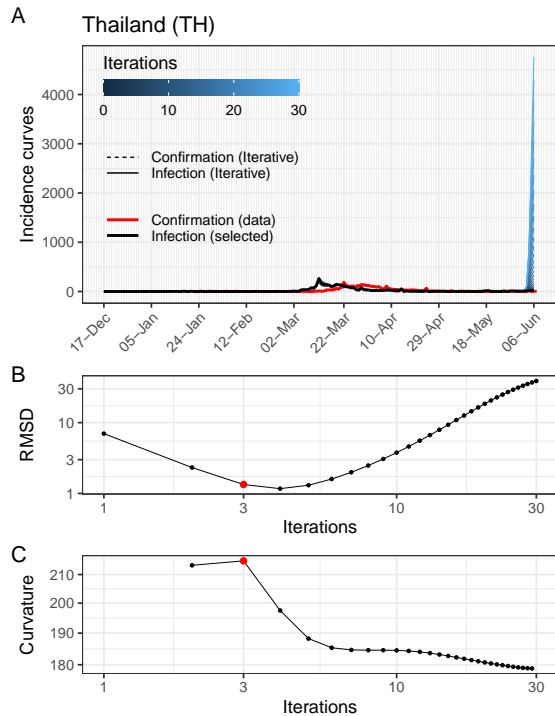 A
Thailand (TH)
Iterations
0 10 20 30
Confirmation (Iterative)
Infection (Iterative)
Confirmation (data)
Infection (selected)
Incidence curves
4000
3000
2000
1000
0
17−Dec
05−Jan
24−Jan
12−Feb
02−Mar
22−Mar
10−Apr
29−Apr
18−May
06−Jun
B
RMSD
30
10
3
1
1 3 10 30
Iterations
C
Curvature
210
200
190
180
1 3 10 30
Iterations